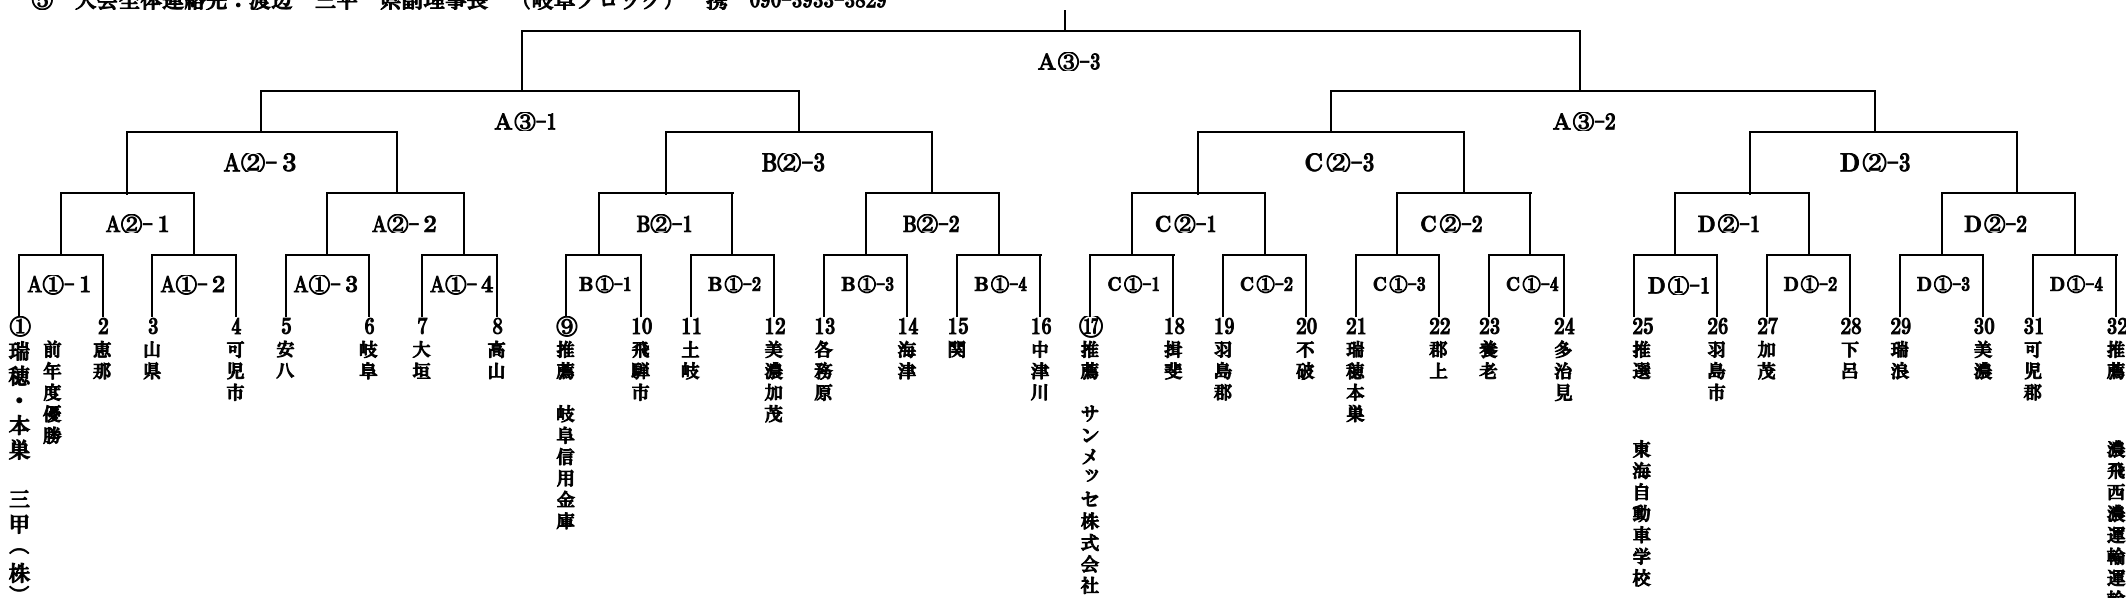 ⑤ 大会全体連絡先：渡辺 三平 県副理事長 （岐阜ブロック） 携 090-3933-3829
A③-3
A③-1
A③-2
A②-3
B②-3
C②-3
D②-3
A②-1
A②-2
B②-1
B②-2
C②-1
C②-2
D②-1
D②-2
A①-1
A①-2
A①-3
A①-4
B①-1
B①-2
B①-3
B①-4
C①-1
C①-2
C①-3
C①-4
D①-1
D①-2
D①-3
D①-4
①瑞穂・本巣 三甲（株）
前年度優勝
2 恵那
3 山県
4 可児市
5 安八
6 岐阜
7 大垣
8 高山
⑨推薦 岐阜信用金庫
10 飛騨市
11 土岐
12 美濃加茂
13 各務原
14 海津
15 関
16 中津川
⑰推薦 サンメッセ株式会社
18 揖斐
19 羽島郡
20 不破
21 瑞穂本巣
22 郡上
23 養老
24 多治見
25 推選 東海自動車学校
26 羽島市
27 加茂
28 下呂
29 瑞浪
30 美濃
31 可児郡
32 推薦 濃飛西濃運輸運輸